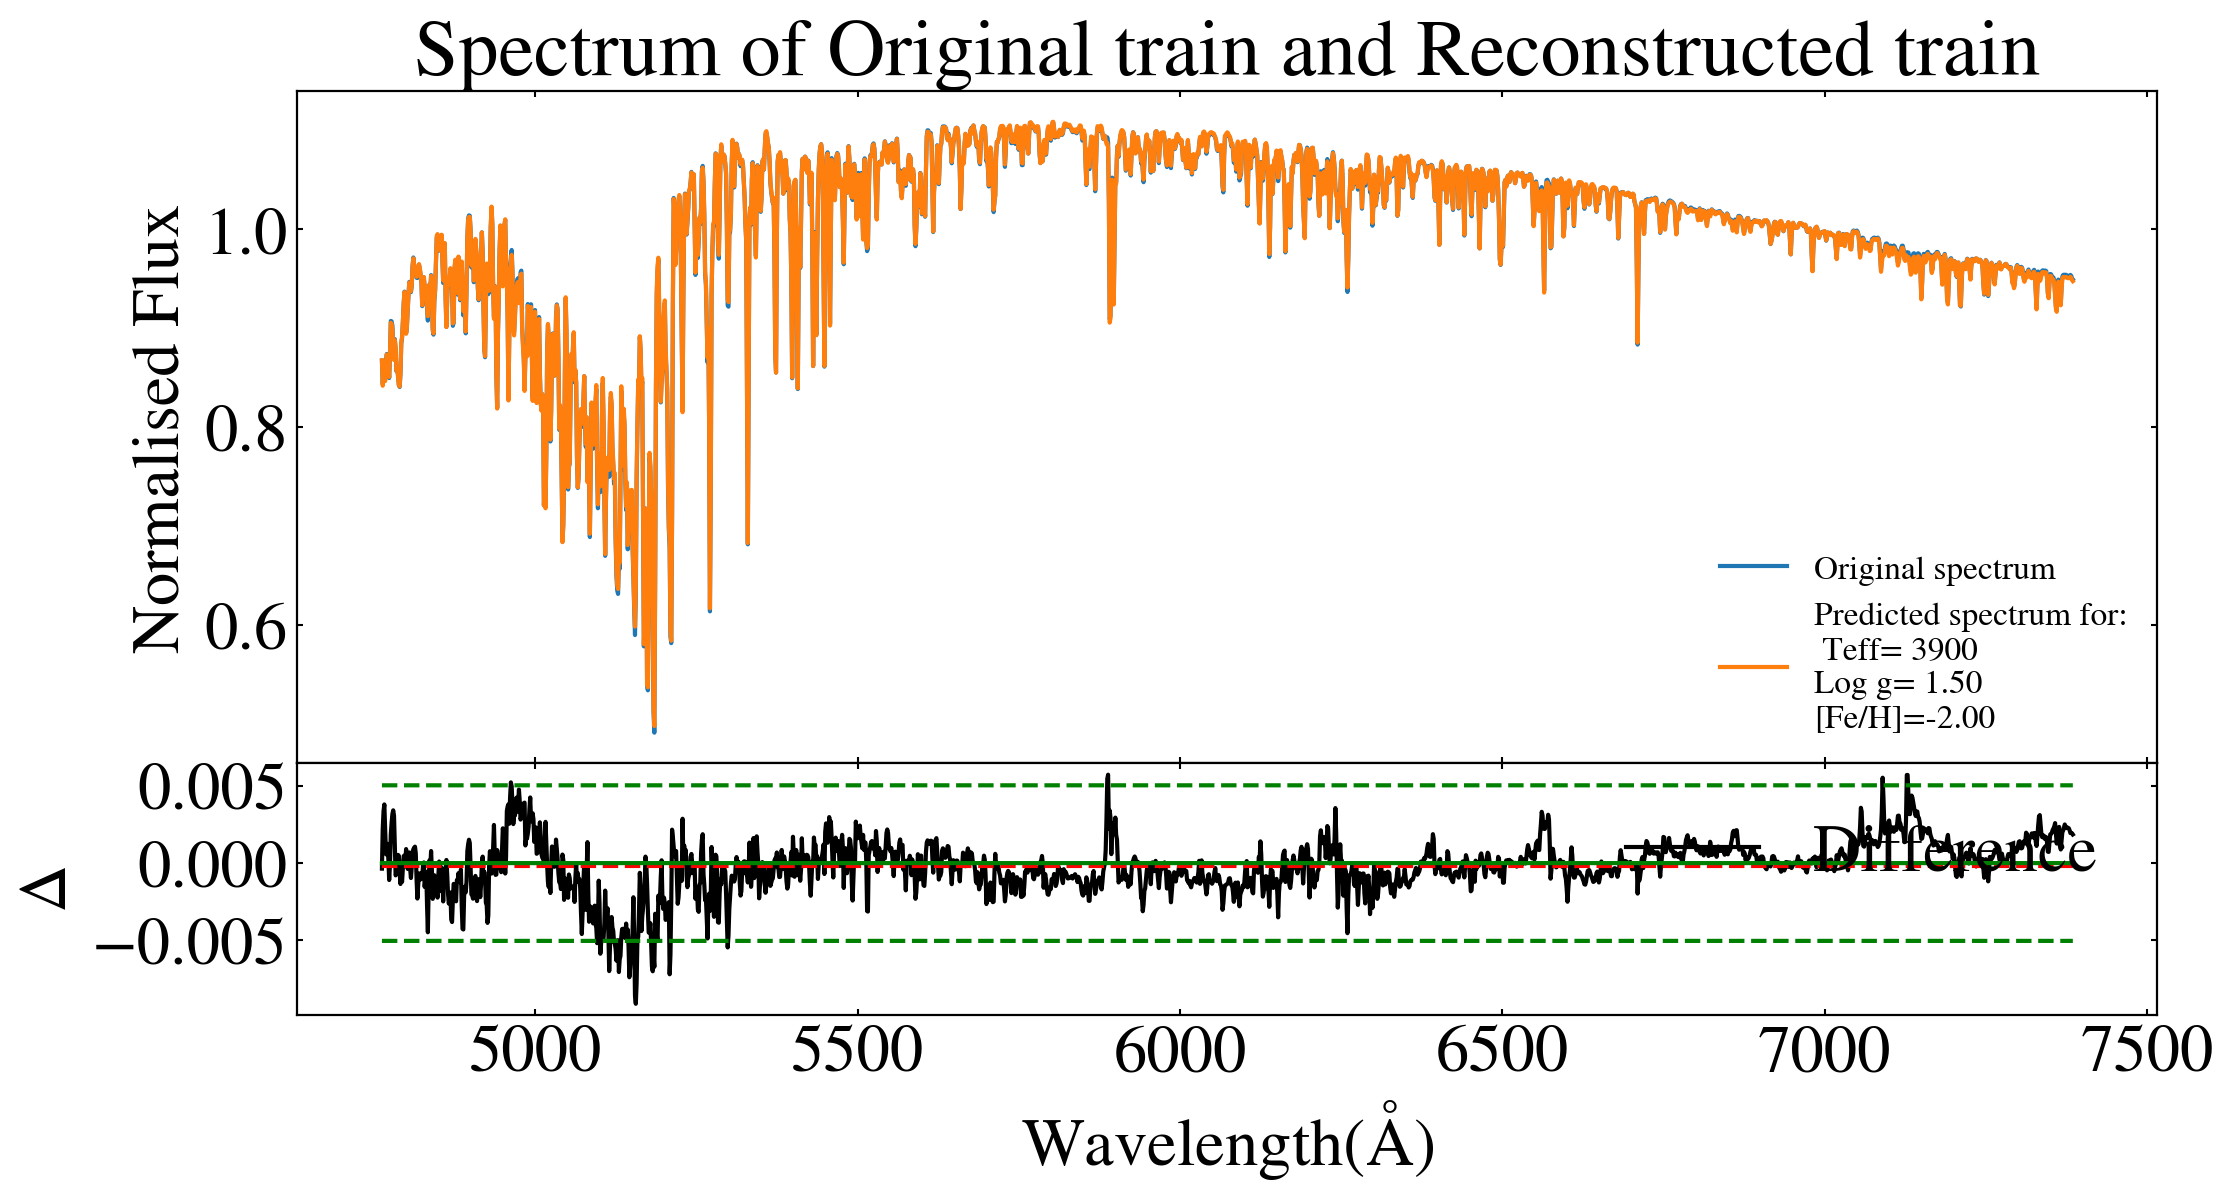 Spectrum of Original train and Reconstructed train
Normalised Flux
1.0
0.8
0.6
Original spectrum
Predicted spectrum for:
Teff= 3900
Log g= 1.50
[Fe/H]=-2.00
Δ
0.005
0.000
−0.005
Difference
5000 5500 6000 6500 7000 7500
Wavelength(Å)